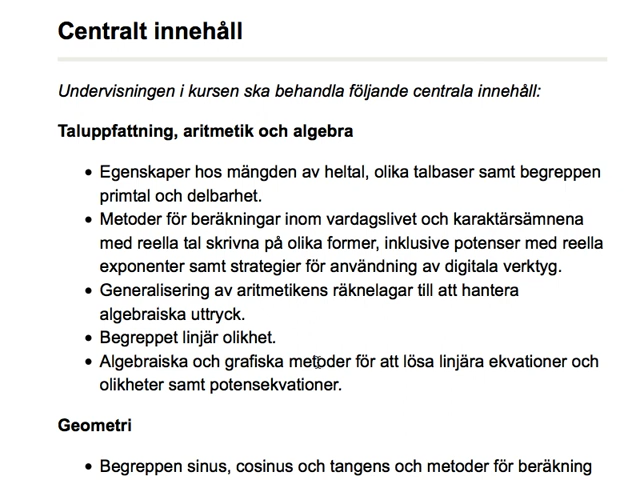 Centralt innehåll
Undervisningen i kursen ska behandla följande centrala innehåll:
Taluppfattning, aritmetik och algebra
• Egenskaper hos mängden av heltal, olika talbaser samt begreppen
primtal och delbarhet.
• Metoder för beräkningar inom vardagslivet och karaktärsämnena
med reella tal skrivna på olika former, inklusive potenser med reella
exponenter samt strategier för användning av digitala verktyg.
• Generalisering av aritmetikens räknelagar till att hantera
algebraiska uttryck.
• Begreppet linjär olikhet.
• Algebraiska och grafiska metoder för att lösa linjära ekvationer och
olikheter samt potensekvationer.
Geometri
• Begreppen sinus, cosinus och tangens och metoder för beräkning